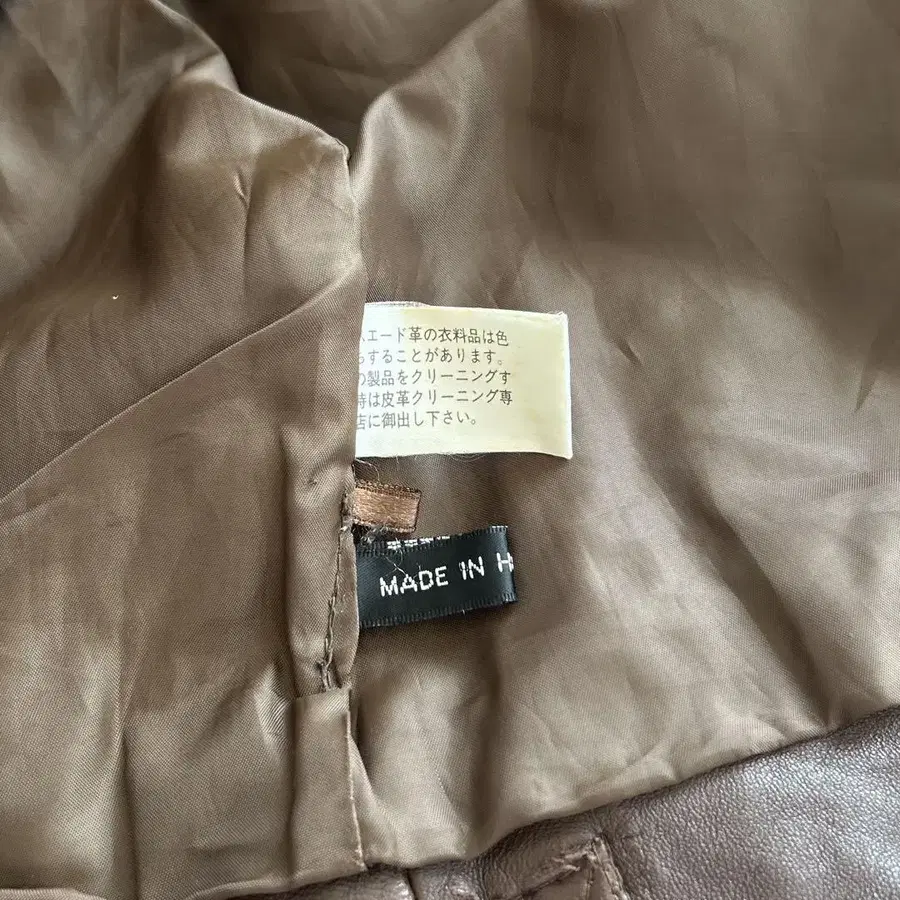 エード革の衣料品は色
することがあります。
の製品をクリーニングす
時は皮革クリーニング専
店に御出し下さい。
MADE IN H